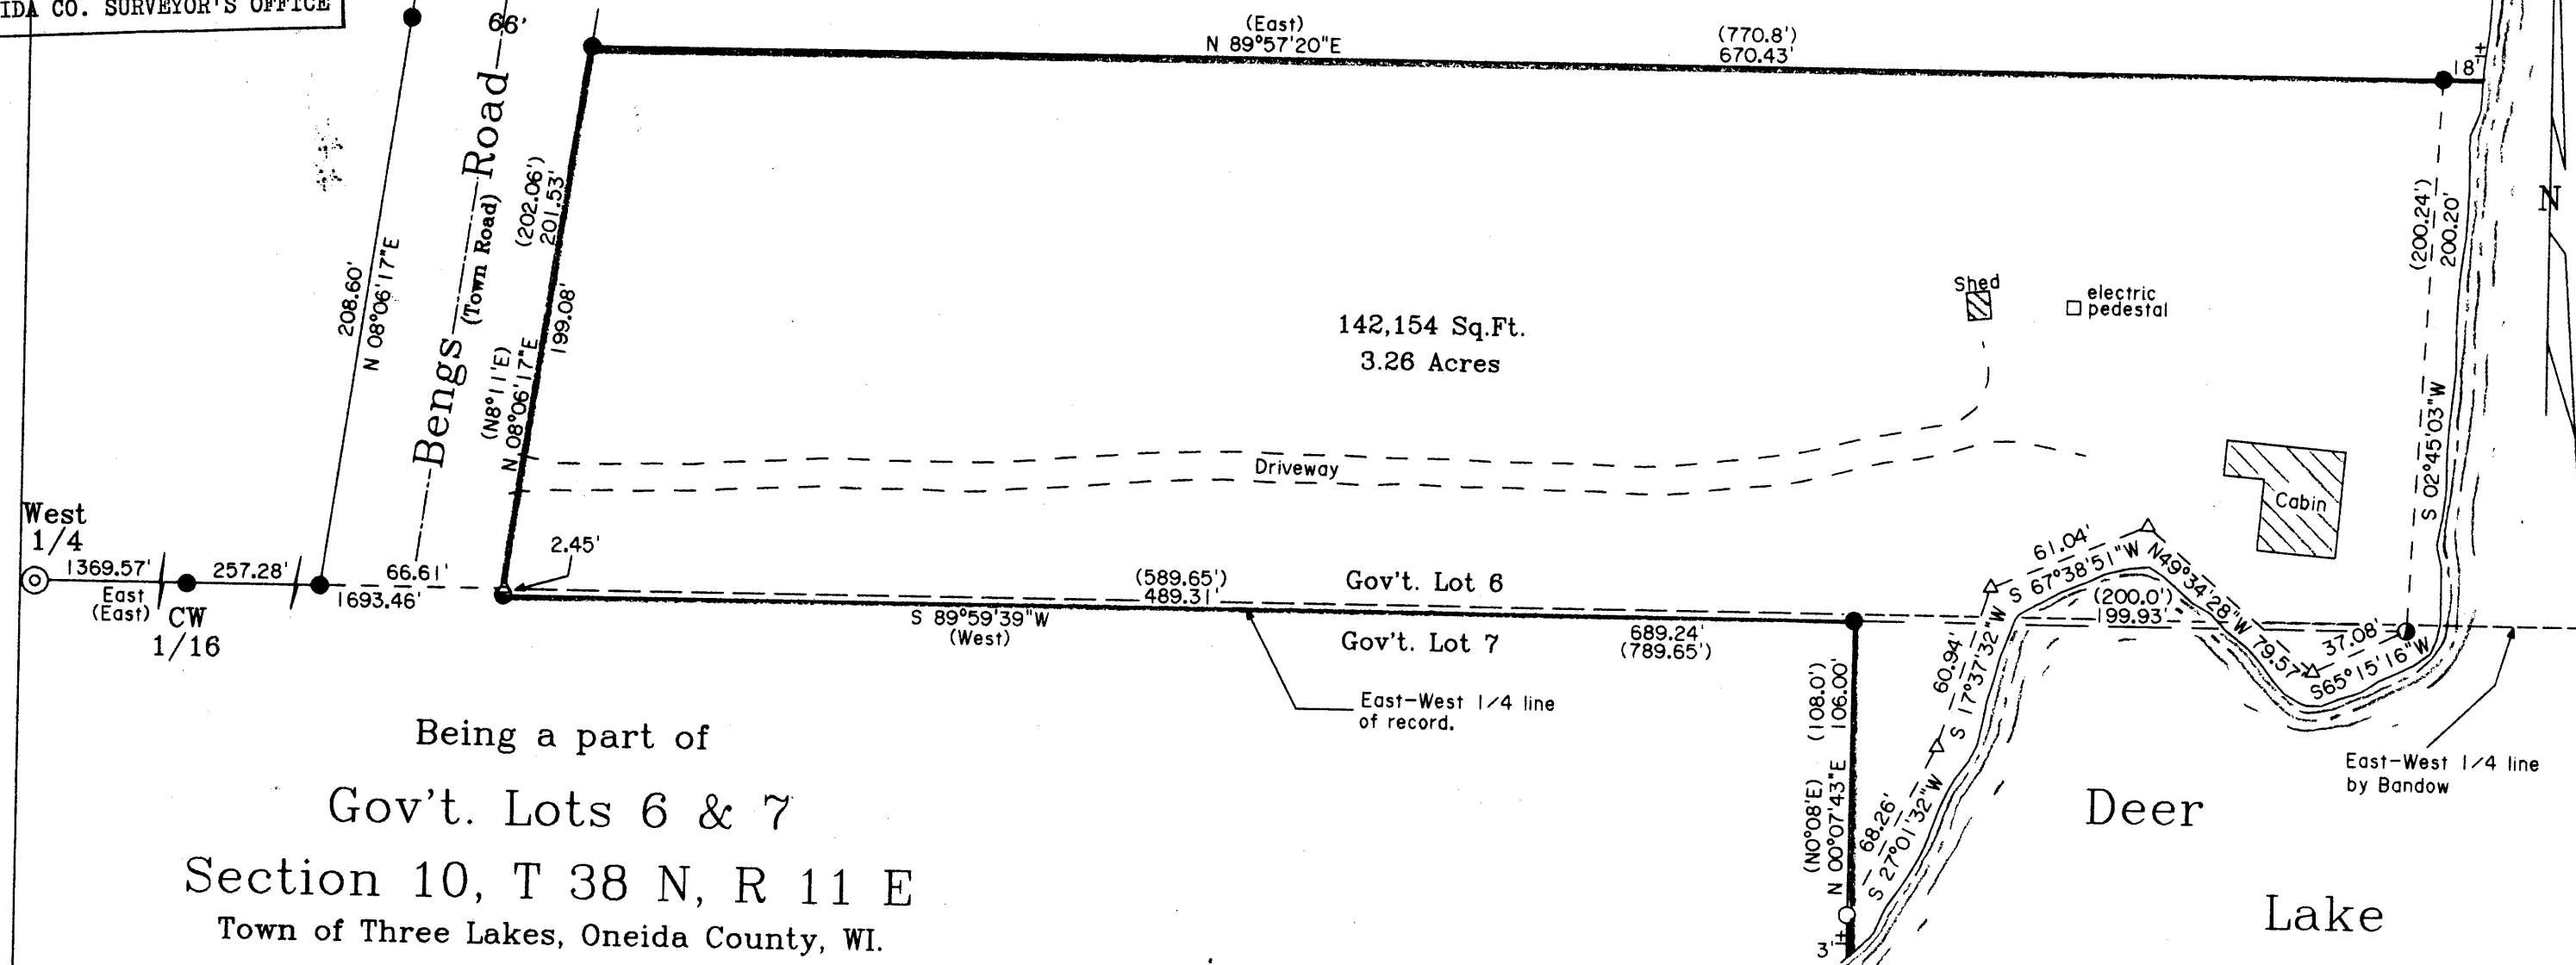 IDA CO. SURVEYOR'S OFFICE
66'
(East)
N 89°57'20"E
(770.8')
670.43'
18'±
Bengs Road
(Town Road)
208.60'
N 08°06'17"E
(202.06')
201.53'
199.08'
(N8°11'E)
N 08°06'17"E
(200.24')
200.20'
S 02°45'03"W
N
Shed
electric
pedestal
142,154 Sq.Ft.
3.26 Acres
Driveway
Cabin
West
1/4
1369.57'
East
(East)
CW
1/16
257.28'
66.61'
1693.46'
2.45'
(589.65')
489.31'
S 89°59'39"W
(West)
Gov't. Lot 6
Gov't. Lot 7
689.24'
(789.65')
East-West 1/4 line
of record.
61.04'
S 67°38'51"W
N49°34'28"W 79.57'
(200.0')
199.93'
37.08'
S65°15'16"W
60.94'
S 17°37'32"W
(108.0')
106.00'
(N0°08'E)
N 00°07'43"E
68.26'
S 27°01'32"W
3'±
East-West 1/4 line
by Bandow
Being a part of
Gov't. Lots 6 & 7
Section 10, T 38 N, R 11 E
Town of Three Lakes, Oneida County, WI.
Deer
Lake